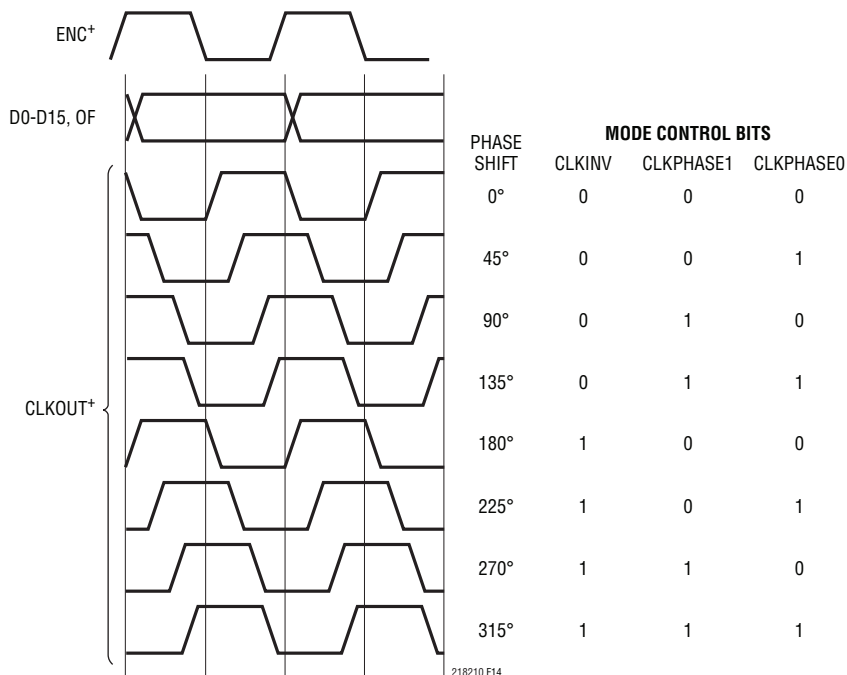 ENC+
D0-D15, OF
CLKOUT+
MODE CONTROL BITS
PHASE SHIFT CLKINV CLKPHASE1 CLKPHASE0
0° 0 0 0
45° 0 0 1
90° 0 1 0
135° 0 1 1
180° 1 0 0
225° 1 0 1
270° 1 1 0
315° 1 1 1
218210 F14